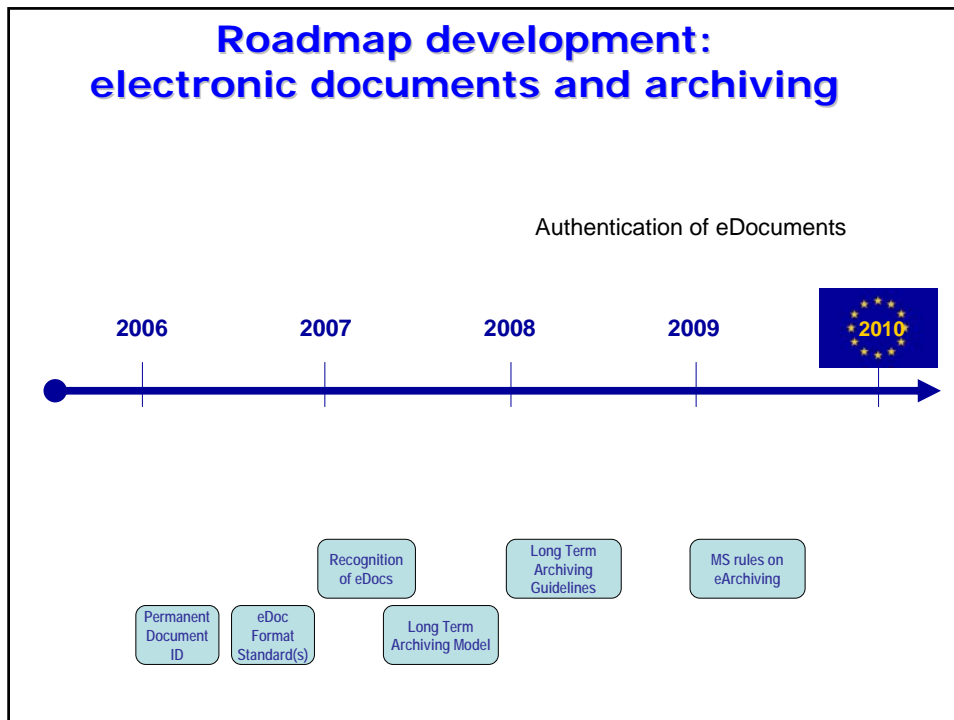 Roadmap development:
electronic documents and archiving
Authentication of eDocuments
2006
2007
2008
2009
2010
Recognition
of eDocs
Long Term
Archiving
Guidelines
MS rules on
eArchiving
Permanent
Document
ID
eDoc
Format
Standard(s)
Long Term
Archiving Model